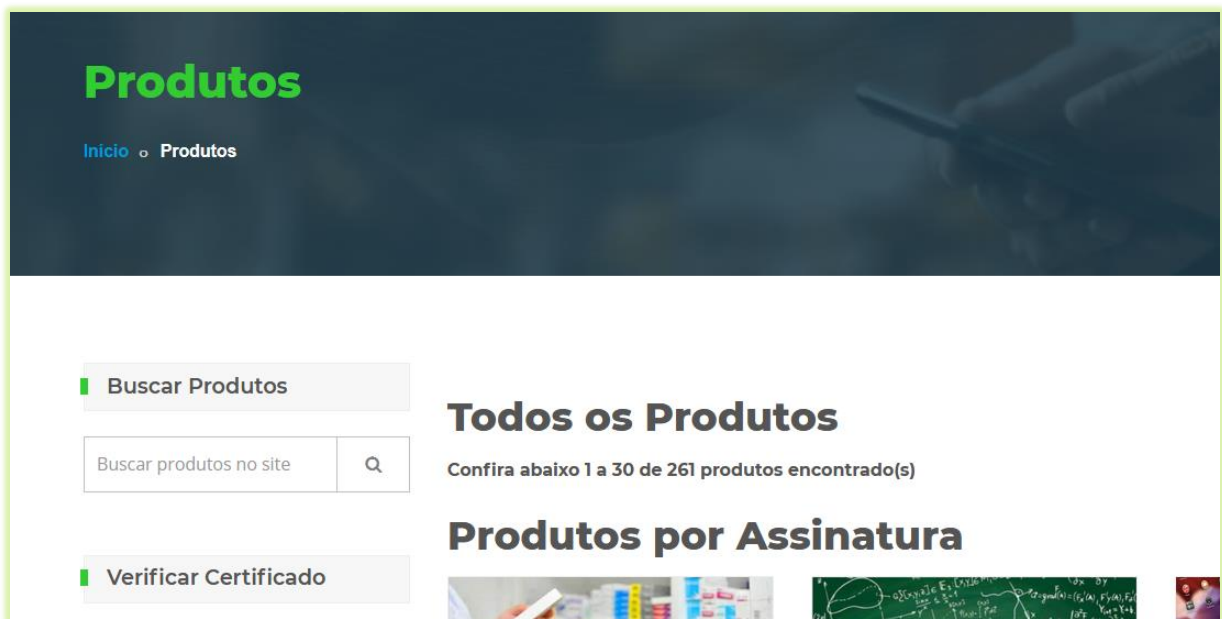 Produtos
Início o Produtos
Buscar Produtos
Buscar produtos no site
Verificar Certificado
Todos os Produtos
Confira abaixo 1 a 30 de 261 produtos encontrado(s)
Produtos por Assinatura